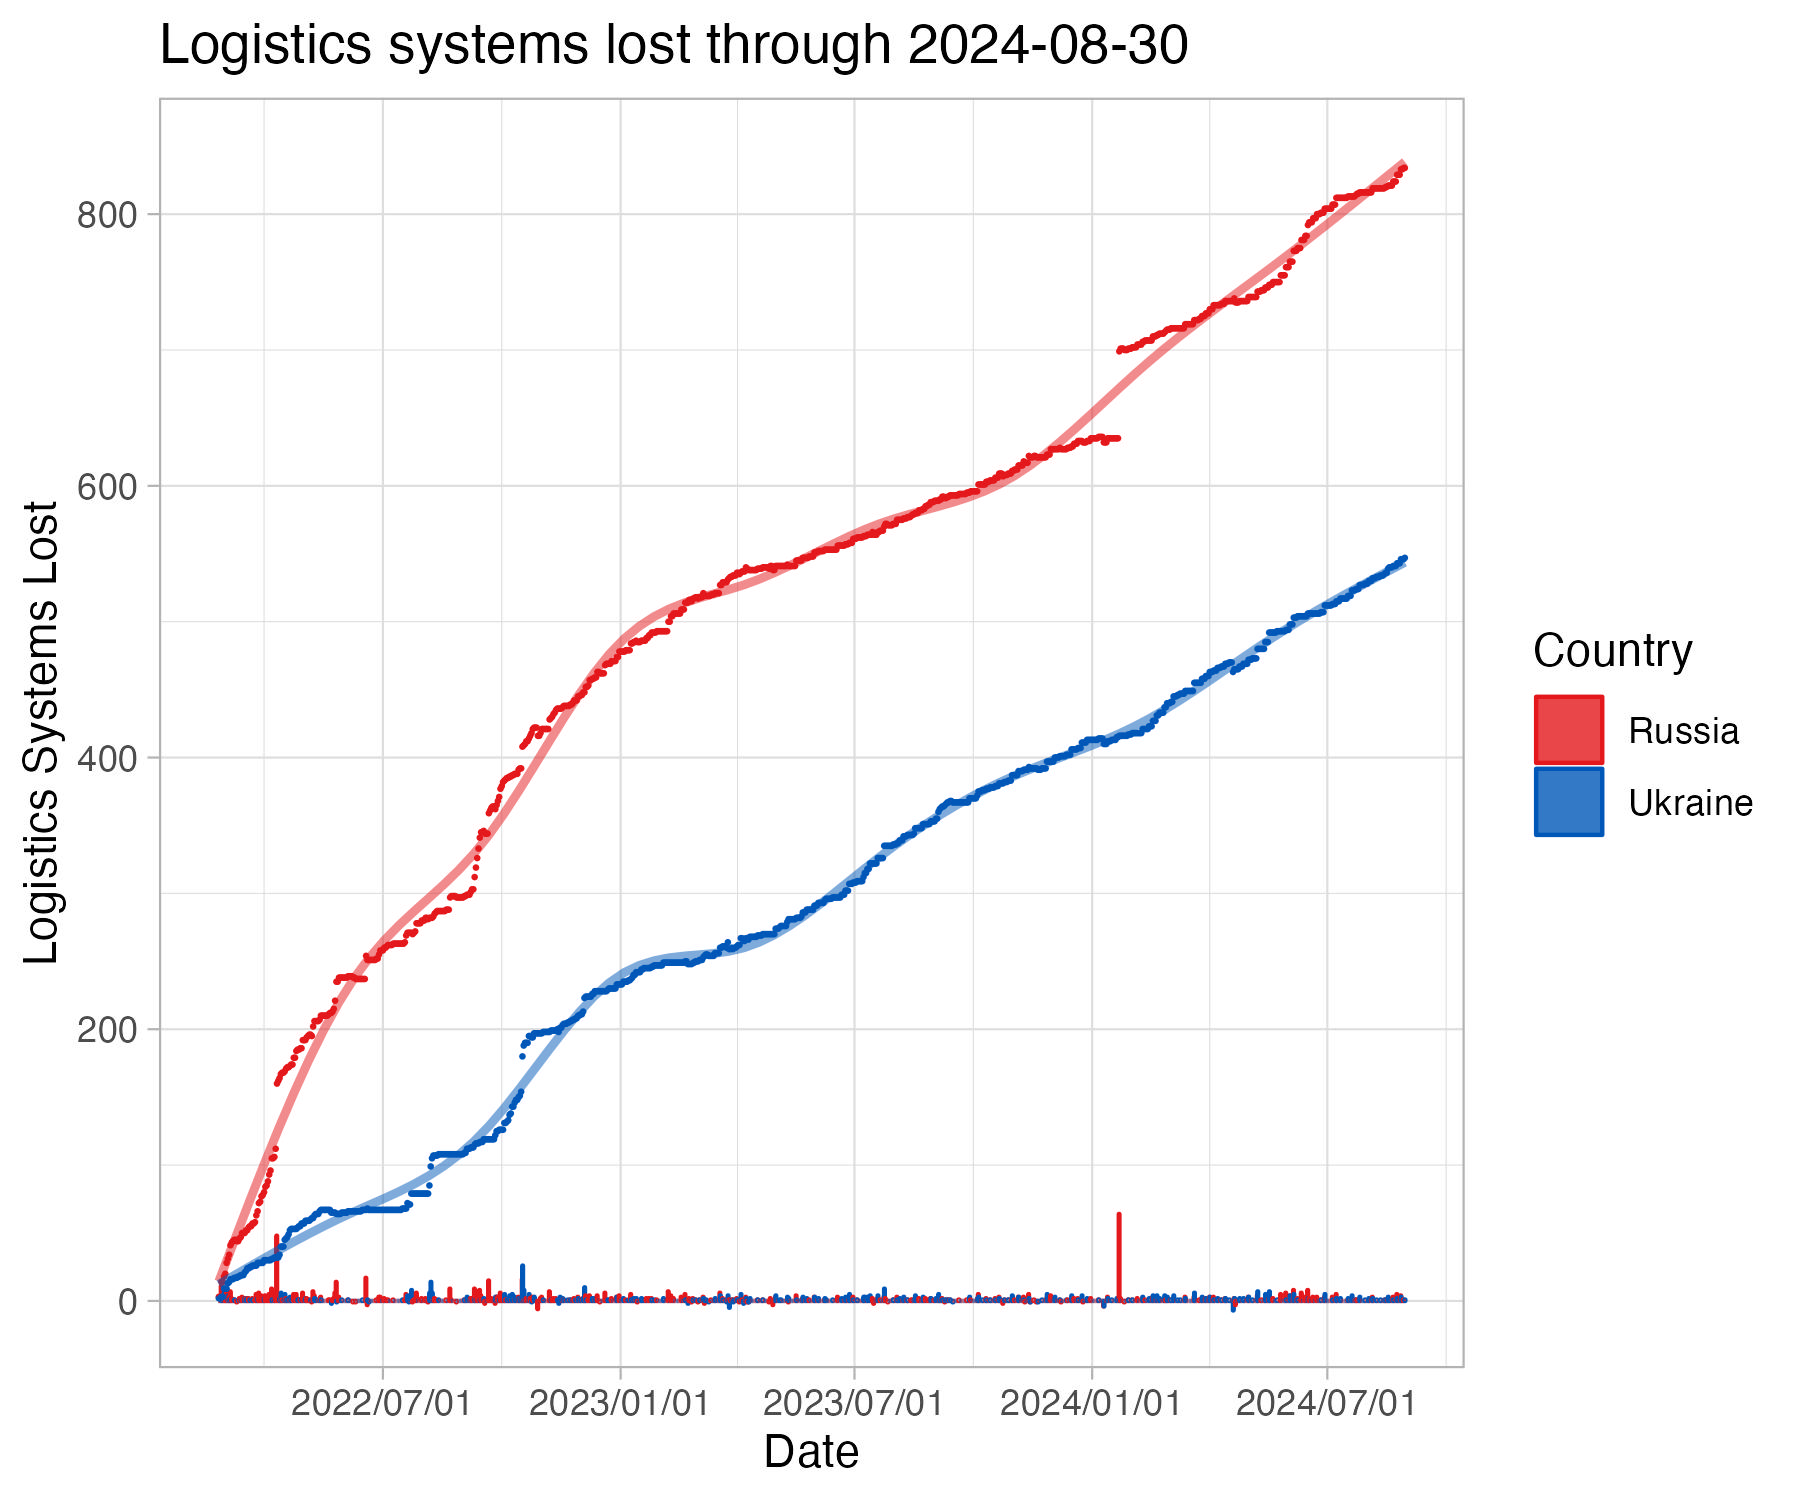 Logistics systems lost through 2024-08-30
Logistics Systems Lost
800
600
400
200
0
2022/07/01
2023/01/01
2023/07/01
2024/01/01
2024/07/01
Date
Country
Russia
Ukraine